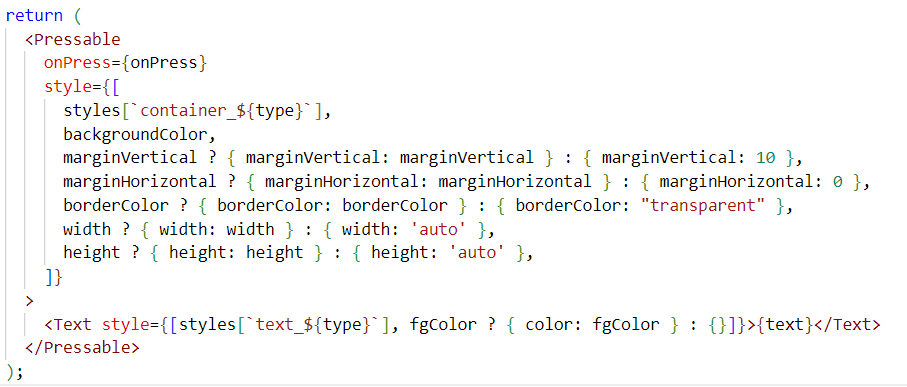 return (
<Pressable
onPress={onPress}
style={[
styles[`container_${type}`],
backgroundColor,
marginVertical ? { marginVertical: marginVertical } : { marginVertical: 10 },
marginHorizontal ? { marginHorizontal: marginHorizontal } : { marginHorizontal: 0 },
borderColor ? { borderColor: borderColor } : { borderColor: "transparent" },
width ? { width: width } : { width: 'auto' },
height ? { height: height } : { height: 'auto' },
]}
>
<Text style={[styles[`text_${type}`], fgColor ? { color: fgColor } : {}]}>{text}</Text>
</Pressable>
);